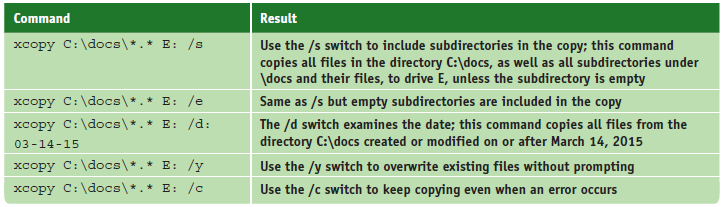 Command Result
xcopy C:\docs\*.* E: /s Use the /s switch to include subdirectories in the copy; this command
copies all files in the directory C:\docs, as well as all subdirectories under
\docs and their files, to drive E, unless the subdirectory is empty
xcopy C:\docs\*.* E: /e Same as /s but empty subdirectories are included in the copy
xcopy C:\docs\*.* E: /d: The /d switch examines the date; this command copies all files from the
03-14-15 directory C:\docs created or modified on or after March 14, 2015
xcopy C:\docs\*.* E: /y Use the /y switch to overwrite existing files without prompting
xcopy C:\docs\*.* E: /c Use the /c switch to keep copying even when an error occurs